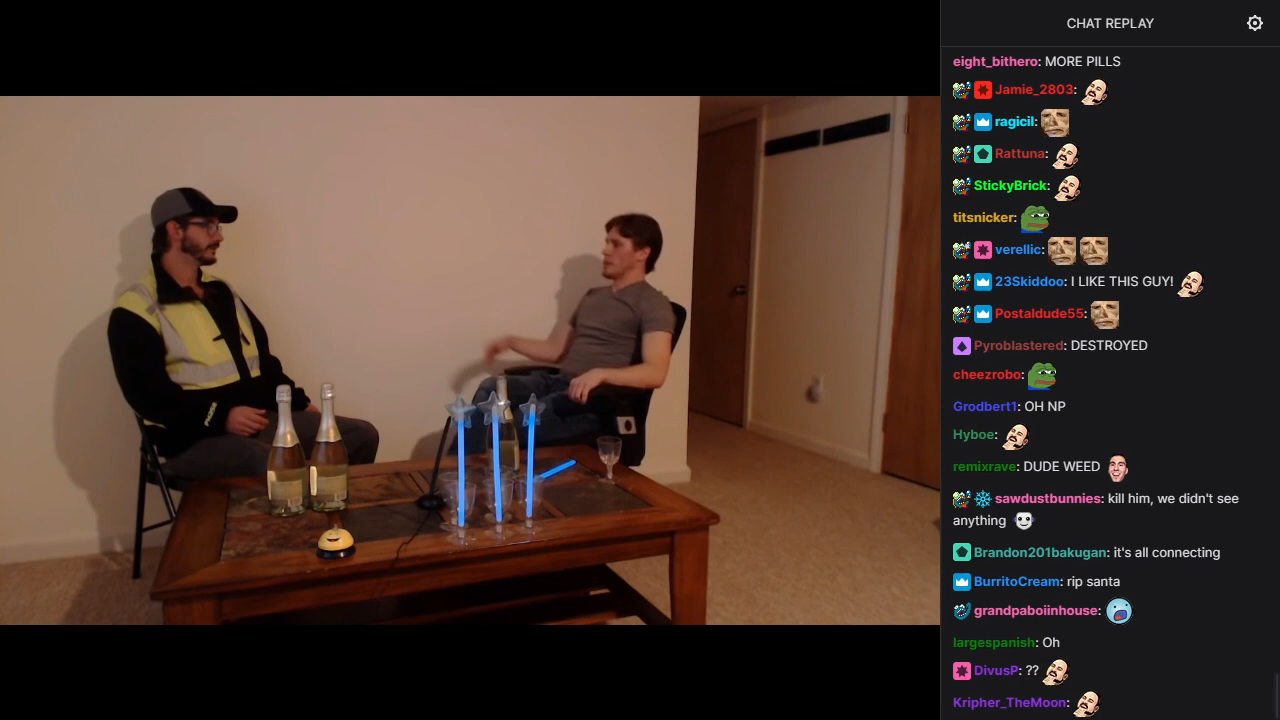 CHAT REPLAY
eight_bithero: MORE PILLS
Jamie_2803:
ragicil:
Rattuna:
StickyBrick:
titsnicker:
verellic:
23Skiddoo: I LIKE THIS GUY!
Postaldude55:
Pyroblastered: DESTROYED
cheezrobo:
Grodbert1: OH NP
Hyboe:
remixrave: DUDE WEED
sawdustbunnies: kill him, we didn't see
anything
Brandon201bakugan: it's all connecting
BurritoCream: rip santa
grandpaboiinhouse:
largespanish: Oh
DivusP: ??
Kripher_TheMoon: